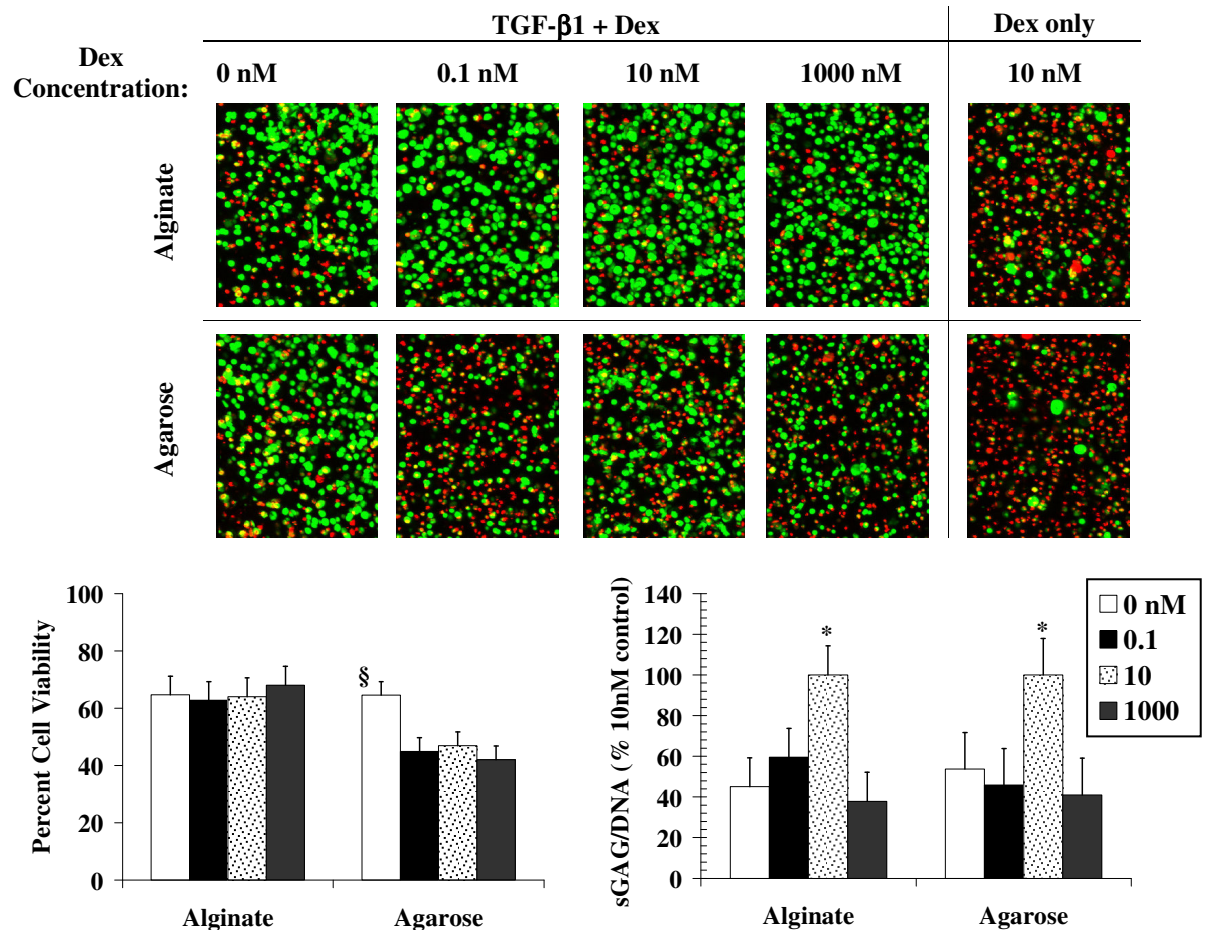 TGF-β1 + Dex
Dex only
Dex
Concentration:
0 nM
0.1 nM
10 nM
1000 nM
10 nM
Alginate
Agarose
Percent Cell Viability
100
80
60
40
20
0
§
Alginate
Agarose
sGAG/DNA (% 10nM control)
140
120
100
80
60
40
20
0
*
*
Alginate
Agarose
0 nM
0.1
10
1000